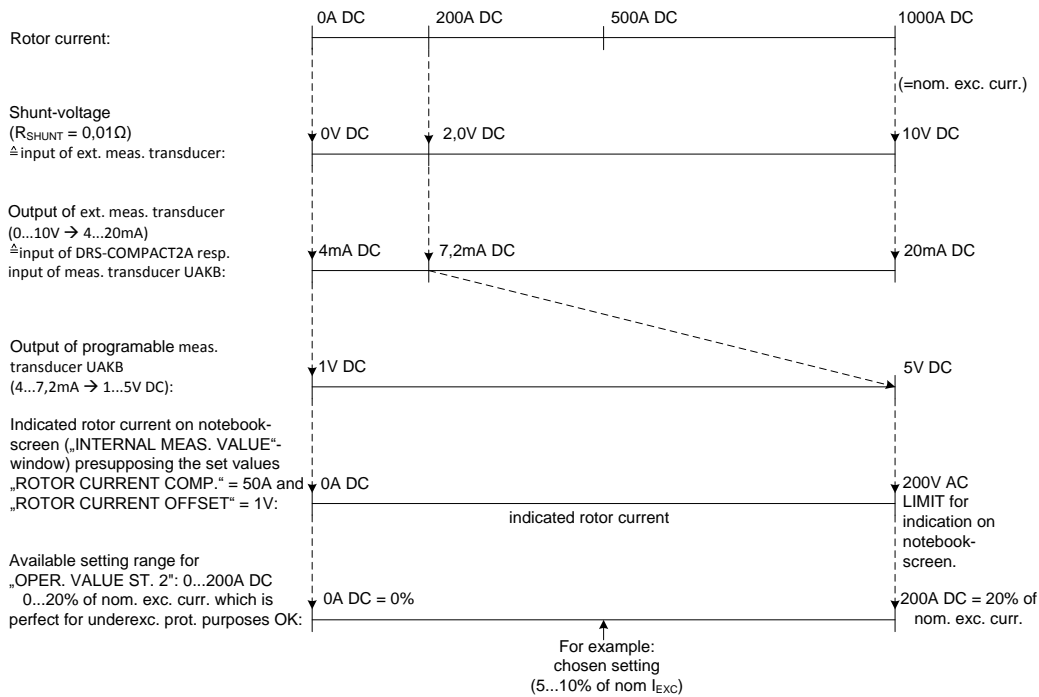 0A DC 200A DC 500A DC 1000A DC
Rotor current:
(=nom. exc. curr.)
Shunt-voltage
(RSHUNT = 0,01Ω)
≙input of ext. meas. transducer:
0V DC 2,0V DC 10V DC
Output of ext. meas. transducer
(0...10V → 4...20mA)
≙input of DRS-COMPACT2A resp.
input of meas. transducer UAKB:
4mA DC 7,2mA DC 20mA DC
Output of programable meas.
transducer UAKB
(4...7,2mA → 1...5V DC):
1V DC 5V DC
Indicated rotor current on notebook-
screen („INTERNAL MEAS. VALUE“-
window) presupposing the set values
„ROTOR CURRENT COMP.“ = 50A and
„ROTOR CURRENT OFFSET“ = 1V:
0A DC
indicated rotor current
200V AC
LIMIT for
indication on
notebook-
screen.
Available setting range for
„OPER. VALUE ST. 2": 0...200A DC
0...20% of nom. exc. curr. which is
perfect for underexc. prot. purposes OK:
0A DC = 0%
200A DC = 20% of
nom. exc. curr.
For example:
chosen setting
(5...10% of nom IEXC)